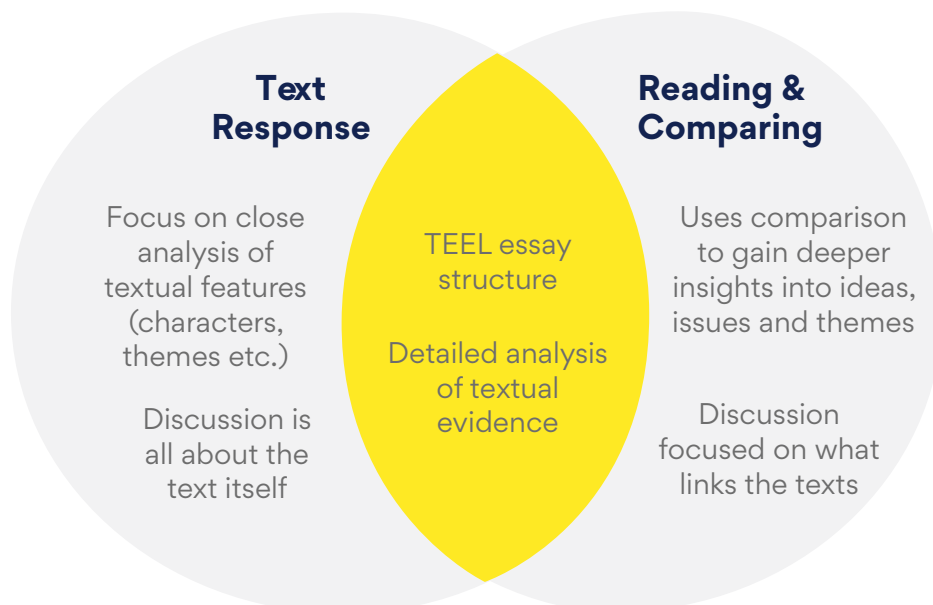 Text
Response
Focus on close
analysis of
textual features
(characters,
themes etc.)
Discussion is
all about the
text itself
TEEL essay
structure
Detailed analysis
of textual
evidence
Reading &
Comparing
Uses comparison
to gain deeper
insights into ideas,
issues and themes
Discussion
focused on what
links the texts